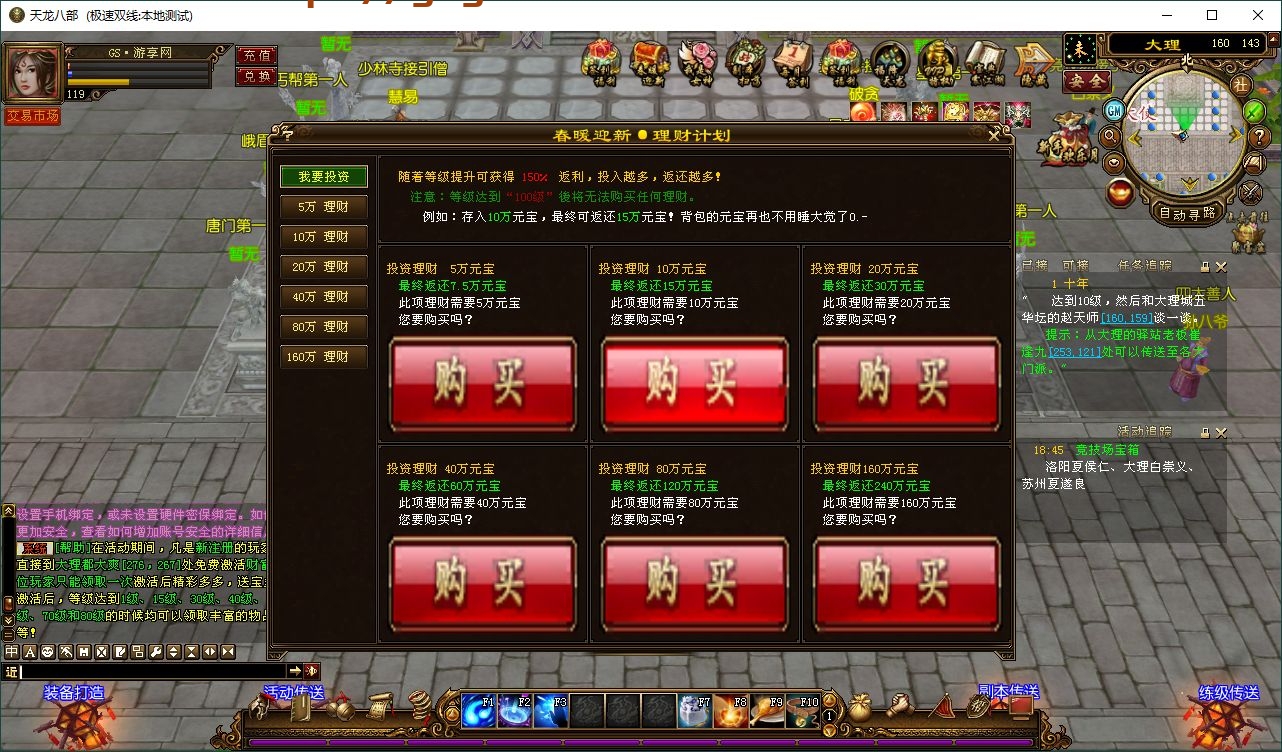 天龙八部 (极速双线:本地测试)
GS·游享网
充值
兑换
119
交易市场
暂无
丐帮第一人
少林寺接引僧
慧易
暂无
破贪
未
安全
大理 160 143
北
社
GM
自动寻路
春暖迎新●理财计划
我要投资
5万 理财
10万 理财
20万 理财
40万 理财
80万 理财
160万 理财
随着等级提升可获得 150% 返利，投入越多，返还越多！
注意：等级达到“100级”後将无法购买任何理财。
例如：存入10万元宝，最终可返还15万元宝！背包的元宝再也不用睡大觉了0.-
投资理财 5万元宝
最终返还7.5万元宝
此项理财需要5万元宝
您要购买吗？
购买
投资理财 10万元宝
最终返还15万元宝
此项理财需要10万元宝
您要购买吗？
购买
投资理财 20万元宝
最终返还30万元宝
此项理财需要20万元宝
您要购买吗？
购买
投资理财 40万元宝
最终返还60万元宝
此项理财需要40万元宝
您要购买吗？
购买
投资理财 80万元宝
最终返还120万元宝
此项理财需要80万元宝
您要购买吗？
购买
投资理财160万元宝
最终返还240万元宝
此项理财需要160万元宝
您要购买吗？
购买
峨眉
唐门第一
暂无
第一人
已接 可接 任务追踪
1 十年
四大善人
“ 达到10级，然后和大理城五
华坛的赵天师[160,159]谈一谈。
孙八爷
提示：从大理的驿站老板崔
逢九[253,121]处可以传送至各大
门派。“
活动追踪
18:45 竞技场宝箱
洛阳夏侯仁、大理白崇义、
苏州夏遂良
设置手机绑定，或未设置硬件密保绑定。如
更加安全，查看如何增加账号安全的详细信
系统 [帮助]在活动期间，凡是新注册的玩家
直接到大理都大爽[276, 267]处免费激活财富
位玩家只能领取一次激活后精彩多多，送宝
激活后，等级达到1级、15级、30级、40级、
级、70级和80级的时候均可以领取丰富的物品
等！
中 A
近
装备打造
活动传送
F1 F2 F3 F7 F8 F9 F10
1
副本传送
练级传送